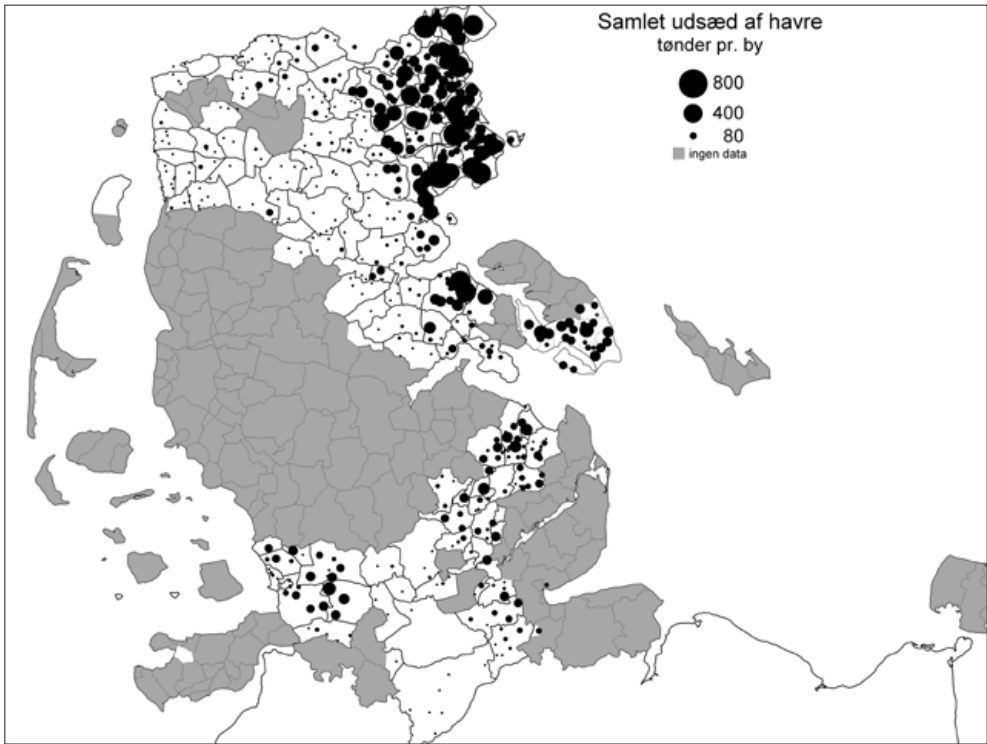 Samlet udsæd af havre
tønder pr. by
800
400
80
ingen data